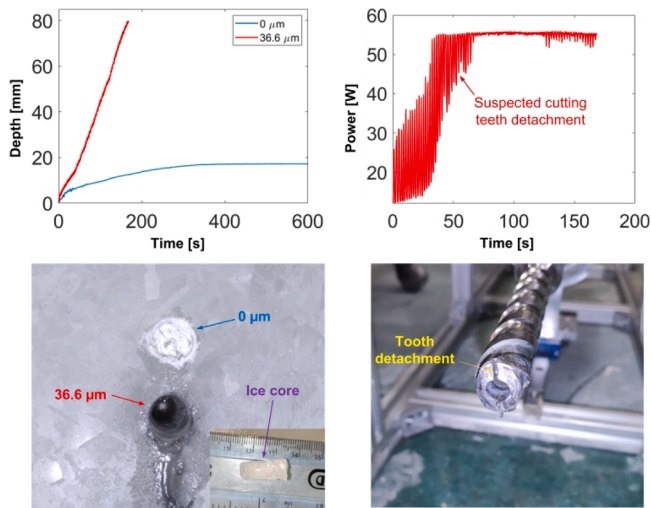 80
60
40
20
0
0
200
400
600
Depth [mm]
Time [s]
0 μm
36.6 μm
60
50
40
30
20
0
50
100
150
200
Power [W]
Time [s]
Suspected cutting
teeth detachment
0 μm
36.6 μm
Ice core
Tooth
detachment